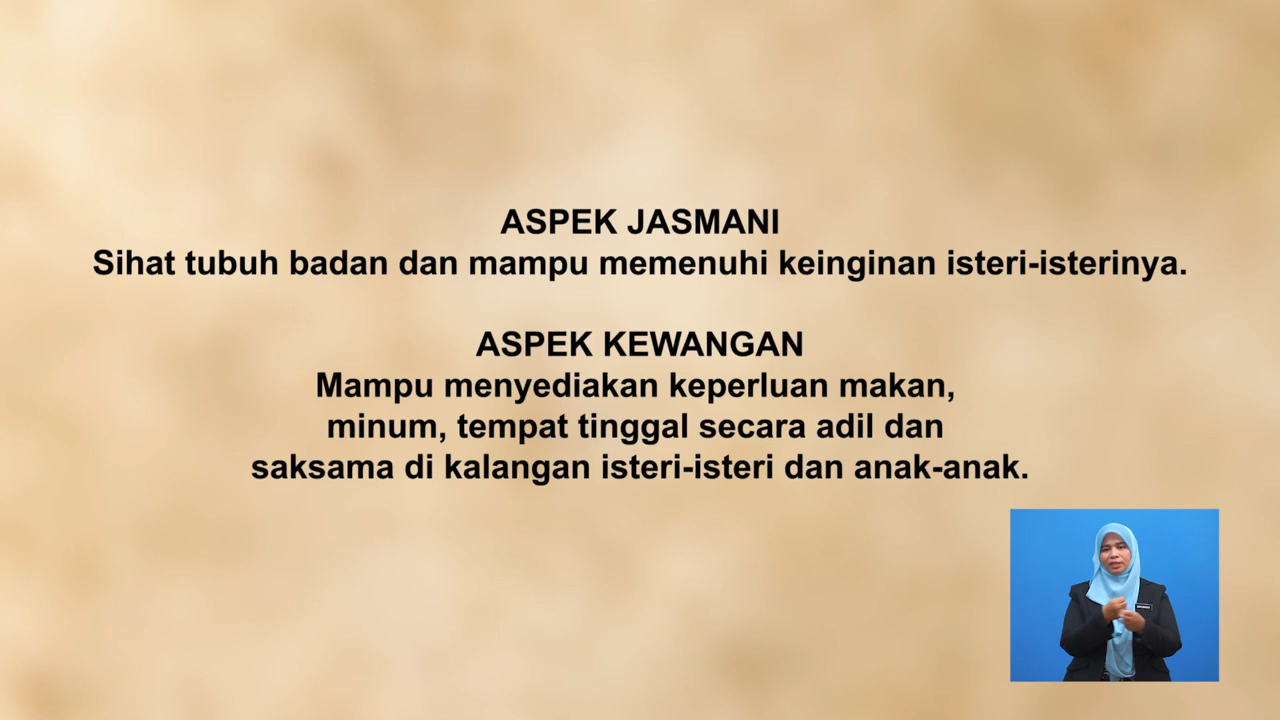 ASPEK JASMANI
Sihat tubuh badan dan mampu memenuhi keinginan isteri-isterinya.
ASPEK KEWANGAN
Mampu menyediakan keperluan makan,
minum, tempat tinggal secara adil dan
saksama di kalangan isteri-isteri dan anak-anak.